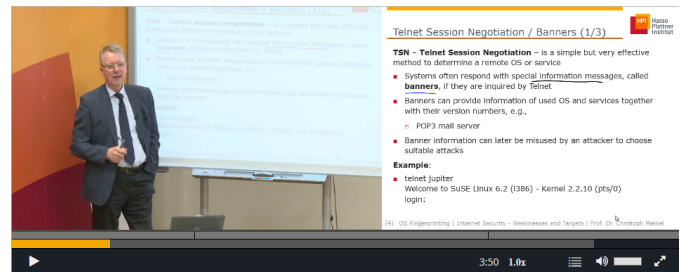 Telnet Session Negotiation / Banners (1/3)
HPI Hasso
Plattner
Institut
TSN – Telnet Session Negotiation – is a simple but very effective
method to determine a remote OS or service
Systems often respond with special information messages, called
banners, if they are inquired by Telnet
Banners can provide information of used OS and services together
with their version numbers, e.g.,
POP3 mail server
Banner information can later be misused by an attacker to choose
suitable attacks
Example:
telnet jupiter
Welcome to SuSE Linux 6.2 (i386) - Kernel 2.2.10 (pts/0)
login:
(4) OS-Fingerprinting | Internet Security - Weaknesses and Targets | Prof. Dr. Christoph Meinel
3:50 1.0x